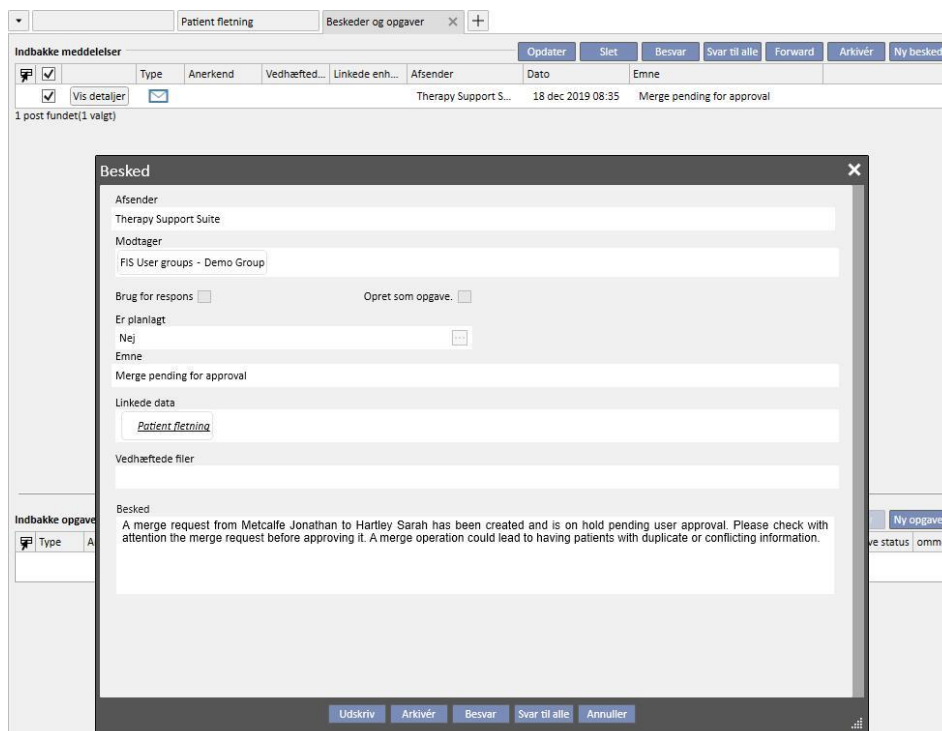 Patient fletning
Beskeder og opgaver
Indbakke meddelelser
Opdater Slet Besvar Svar til alle Forward Arkivér Ny besked
Type Anerkend Vedhæfted... Linkede enh... Afsender Dato Emne
Vis detaljer Therapy Support S... 18 dec 2019 08:35 Merge pending for approval
1 post fundet(1 valgt)
Besked
Afsender
Therapy Support Suite
Modtager
FIS User groups - Demo Group
Brug for respons Opret som opgave.
Er planlagt
Nej
Emne
Merge pending for approval
Linkede data
Patient fletning
Vedhæftede filer
Besked
A merge request from Metcalfe Jonathan to Hartley Sarah has been created and is on hold pending user approval. Please check with
attention the merge request before approving it. A merge operation could lead to having patients with duplicate or conflicting information.
Indbakke opgave Ny opgave
Type A ve status omm
Udskriv Arkivér Besvar Svar til alle Annuller